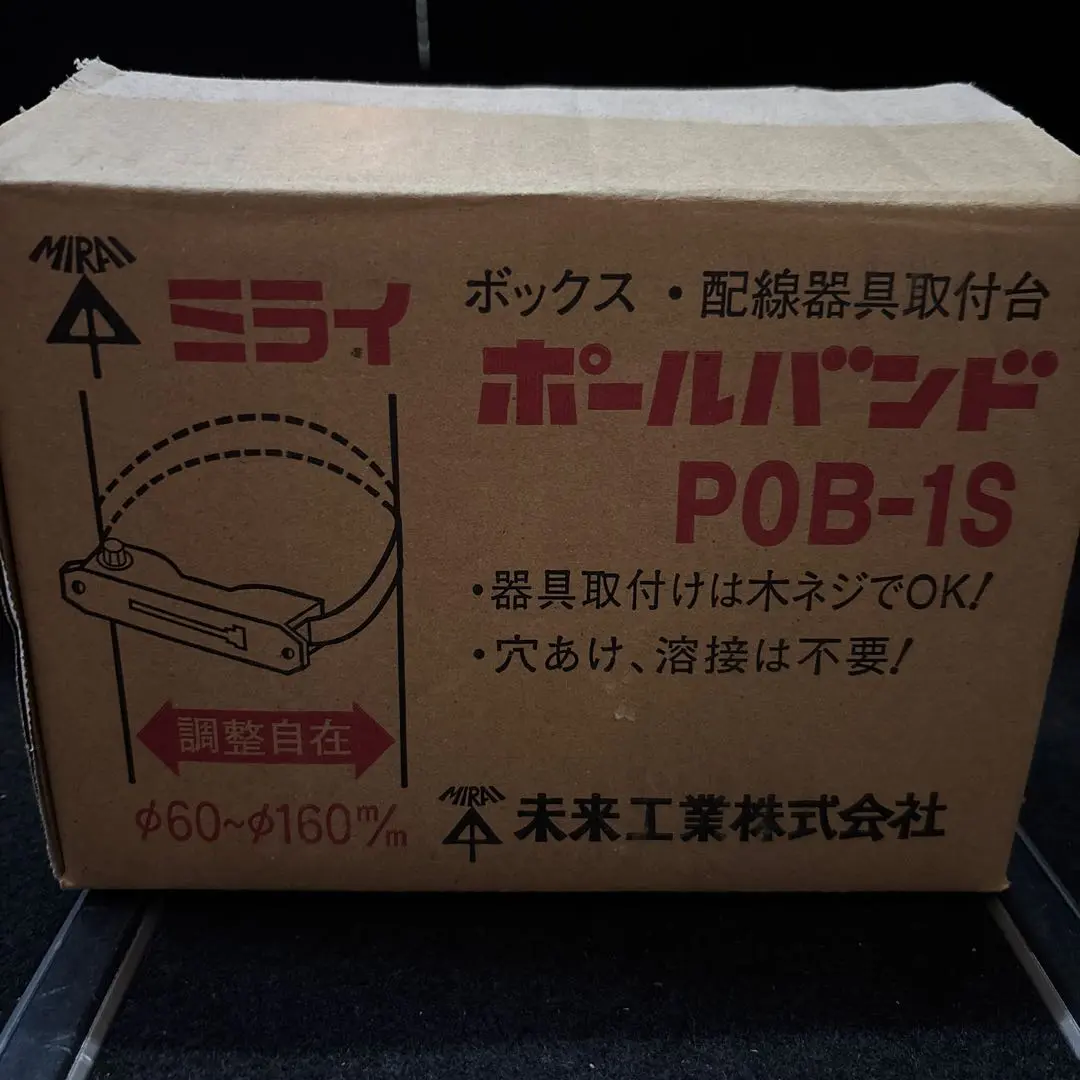 MIRAI
ミライ
ボックス・配線器具取付台
ポールバンド
POB-1S
・器具取付けは木ネジでOK!
・穴あけ、溶接は不要!
調整自在
φ60~φ160m/m
MIRAI
未来工業株式会社